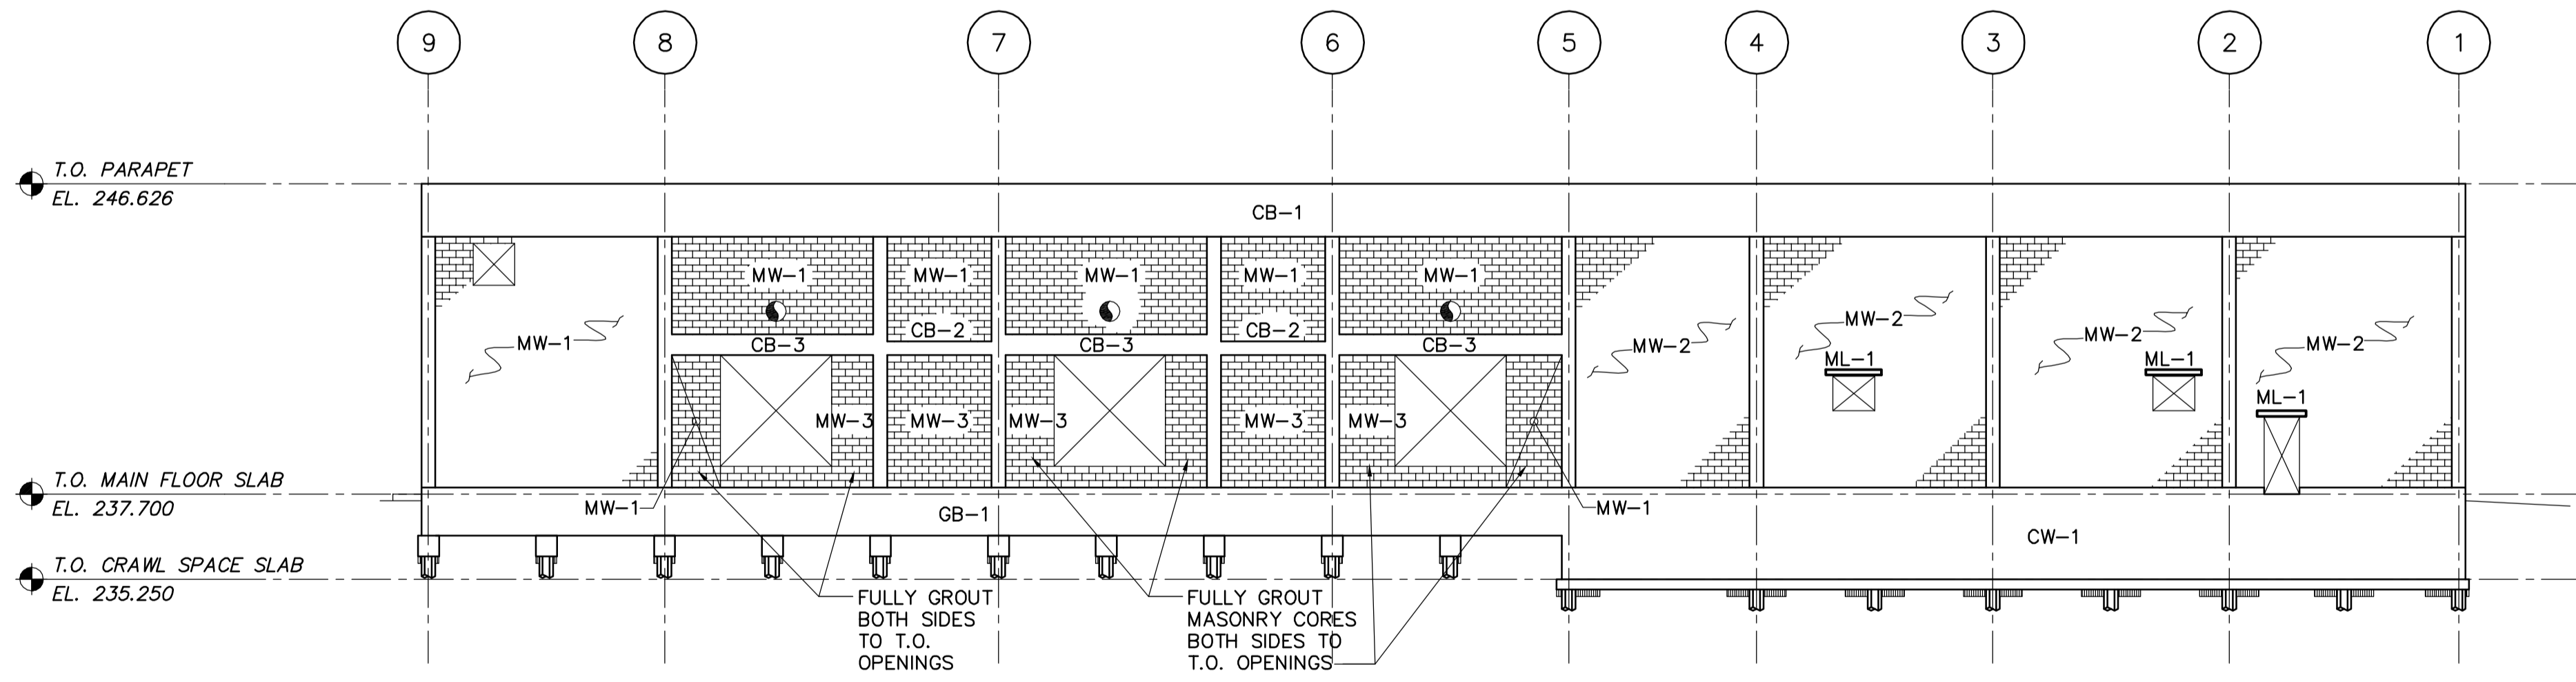 9 8 7 6 5 4 3 2 1
T.O. PARAPET
EL. 246.626
CB-1
MW-1 MW-1 MW-1 MW-1 MW-1
CB-2 CB-2
CB-3 CB-3 CB-3
MW-1 MW-2 MW-2 MW-2 MW-2
ML-1 ML-1
ML-1
MW-3 MW-3 MW-3 MW-3 MW-3
T.O. MAIN FLOOR SLAB
EL. 237.700
MW-1 GB-1 MW-1
CW-1
T.O. CRAWL SPACE SLAB
EL. 235.250
FULLY GROUT
BOTH SIDES
TO T.O.
OPENINGS
FULLY GROUT
MASONRY CORES
BOTH SIDES TO
T.O. OPENINGS